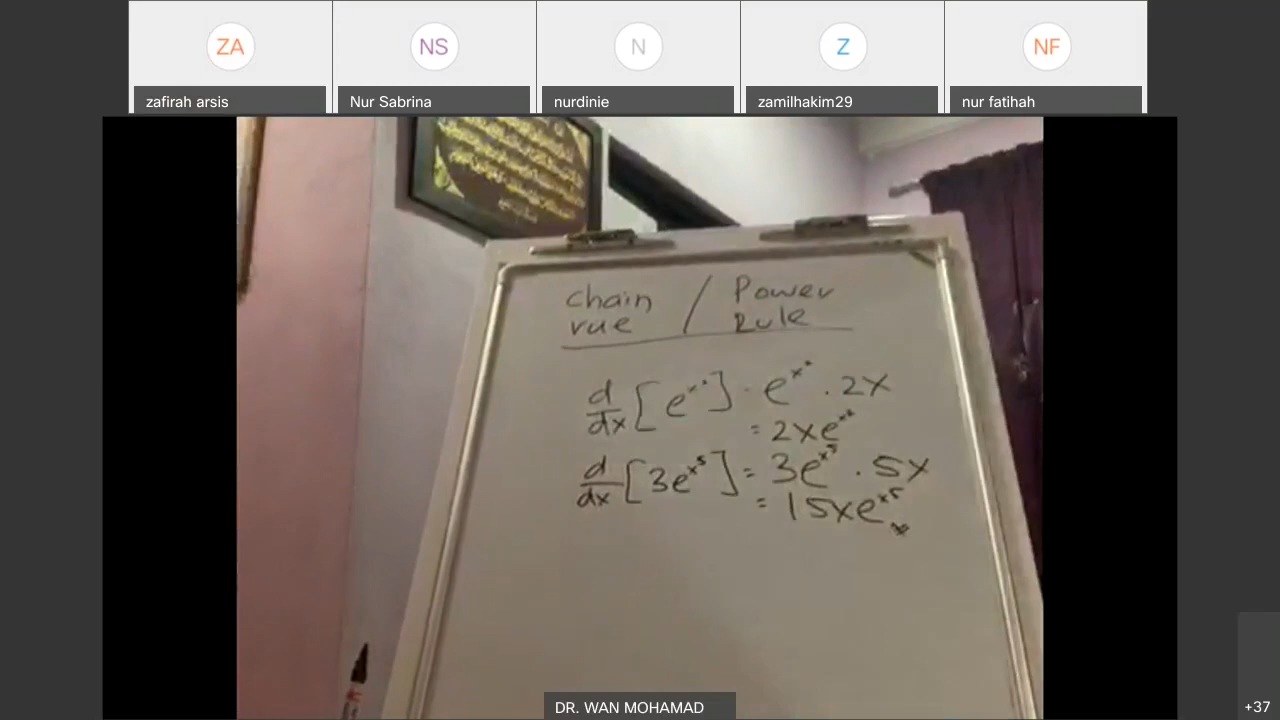 ZA
NS
N
Z
NF
zafirah arsis
Nur Sabrina
nurdinie
zamilhakim29
nur fatihah
chain / Power
rue Rule
d/dx [e^x²] = e^x² . 2x
= 2xe^x²
d/dx [3e^x⁵] = 3e^x⁵ . 5x
= 15xe^x⁵
DR. WAN MOHAMAD
+37